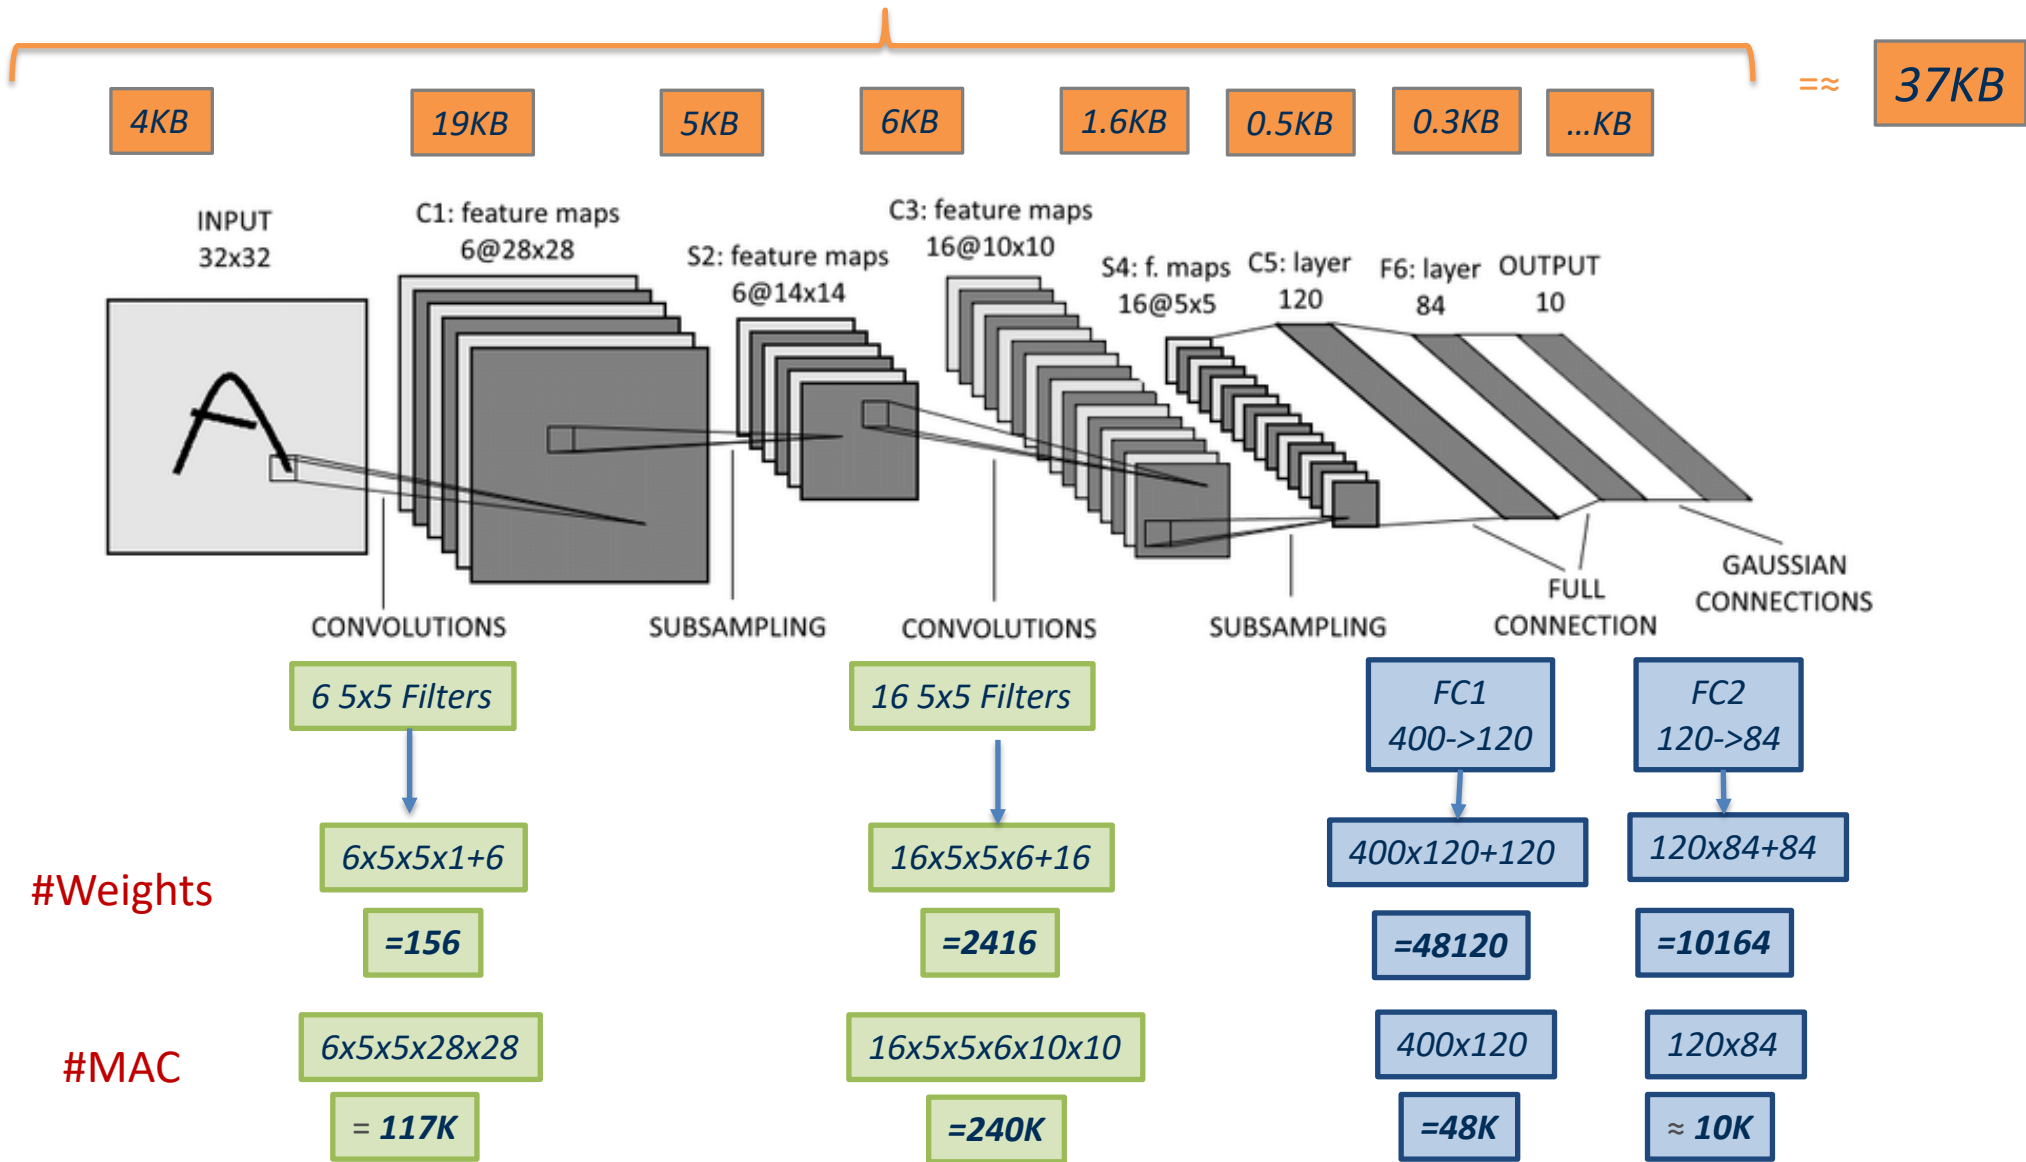 4KB
19KB
5KB
6KB
1.6KB
0.5KB
0.3KB
...KB
=≈
37KB
INPUT
32x32
C1: feature maps
6@28x28
S2: feature maps
6@14x14
C3: feature maps
16@10x10
S4: f. maps
16@5x5
C5: layer
120
F6: layer
84
OUTPUT
10
CONVOLUTIONS
SUBSAMPLING
CONVOLUTIONS
SUBSAMPLING
FULL
CONNECTION
GAUSSIAN
CONNECTIONS
6 5x5 Filters
16 5x5 Filters
FC1
400->120
FC2
120->84
#Weights
6x5x5x1+6
16x5x5x6+16
400x120+120
120x84+84
=156
=2416
=48120
=10164
#MAC
6x5x5x28x28
16x5x5x6x10x10
400x120
120x84
= 117K
=240K
=48K
≈ 10K